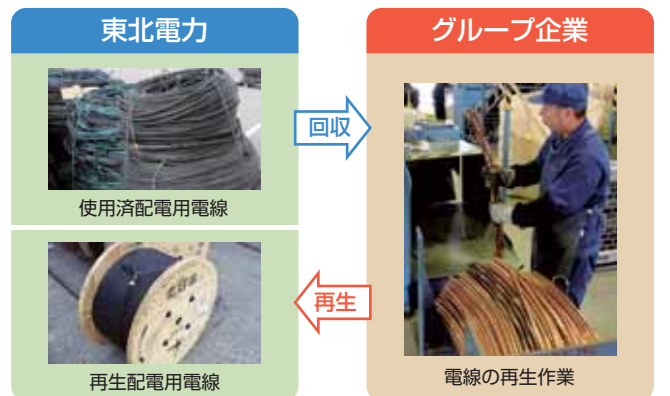 東北電力
使用済配電用電線
再生配電用電線
回収
再生
グループ企業
電線の再生作業